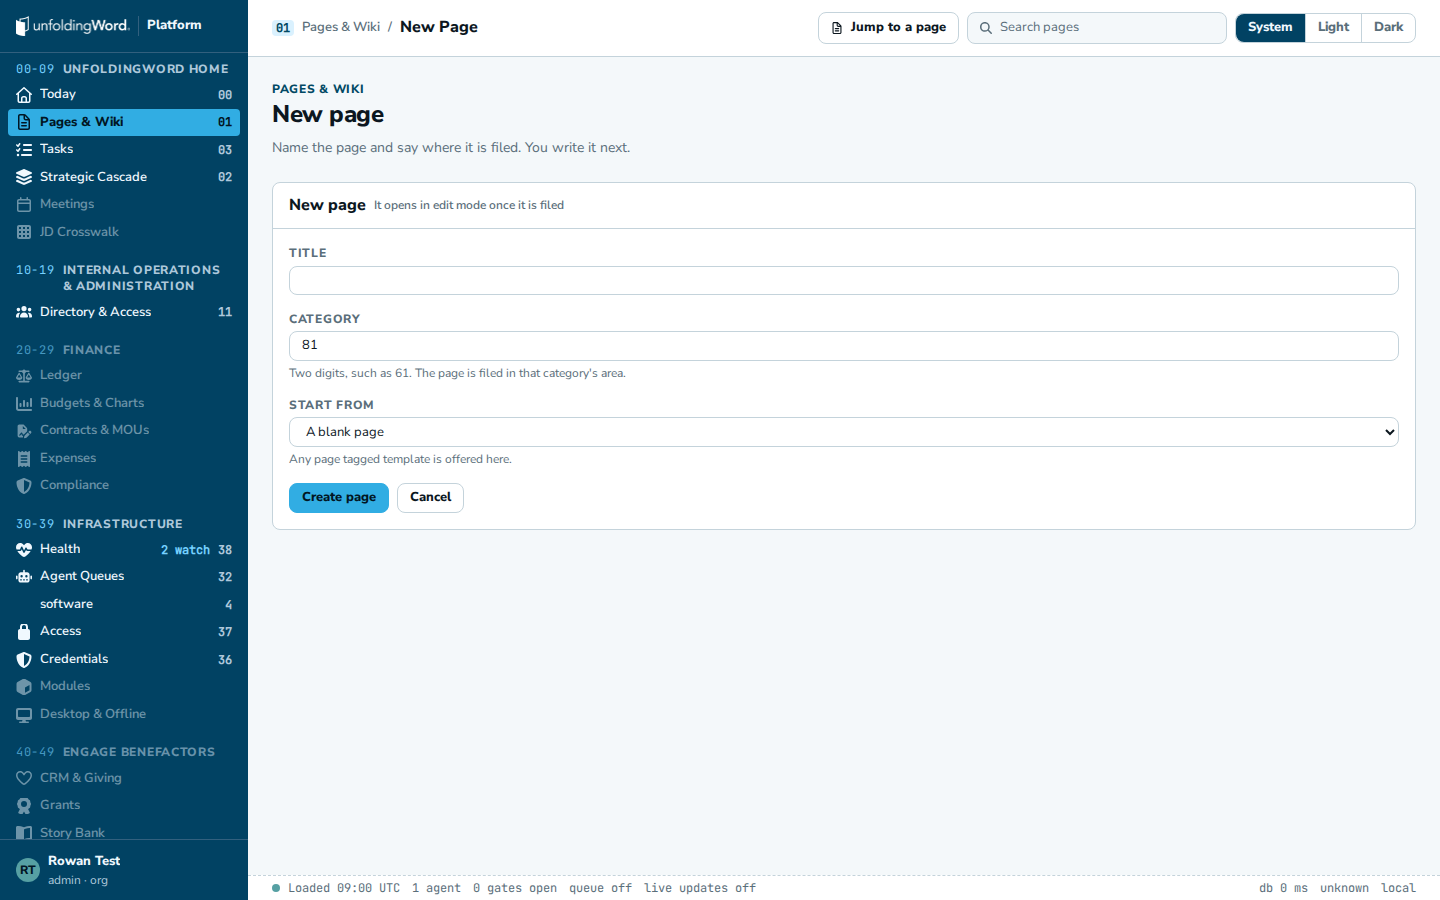 unfoldingWord Platform
00-09 UNFOLDINGWORD HOME
Today 00
Pages & Wiki 01
Tasks 03
Strategic Cascade 02
Meetings
JD Crosswalk
10-19 INTERNAL OPERATIONS
& ADMINISTRATION
Directory & Access 11
20-29 FINANCE
Ledger
Budgets & Charts
Contracts & MOUs
Expenses
Compliance
30-39 INFRASTRUCTURE
Health 2 watch 38
Agent Queues 32
software 4
Access 37
Credentials 36
Modules
Desktop & Offline
40-49 ENGAGE BENEFACTORS
CRM & Giving
Grants
Story Bank
RT Rowan Test
admin · org
01 Pages & Wiki / New Page
Jump to a page
Search pages
System Light Dark
PAGES & WIKI
New page
Name the page and say where it is filed. You write it next.
New page It opens in edit mode once it is filed
TITLE
CATEGORY
81
Two digits, such as 61. The page is filed in that category's area.
START FROM
A blank page
Any page tagged template is offered here.
Create page Cancel
Loaded 09:00 UTC 1 agent 0 gates open queue off live updates off
db 0 ms unknown local